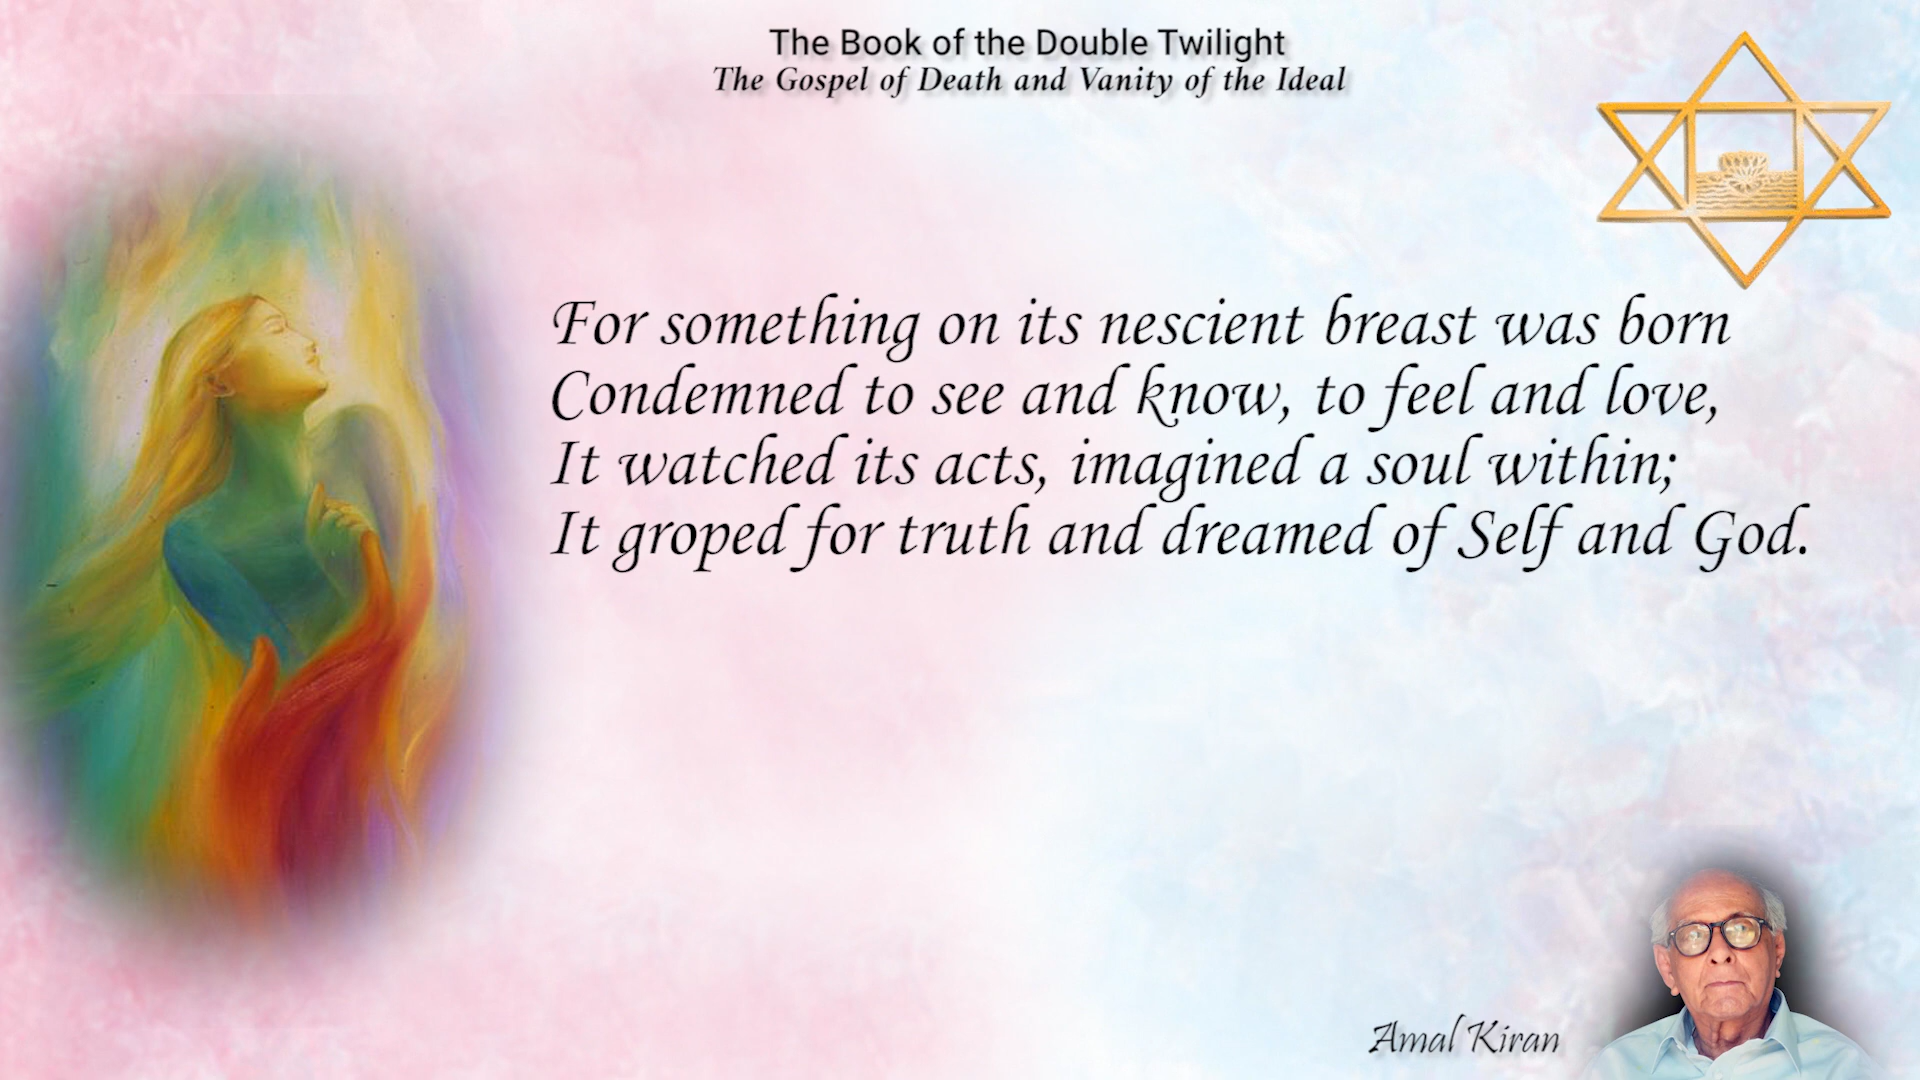 The Book of the Double Twilight
The Gospel of Death and Vanity of the Ideal
For something on its nescient breast was born
Condemned to see and know, to feel and love,
It watched its acts, imagined a soul within;
It groped for truth and dreamed of Self and God.
Amal Kiran